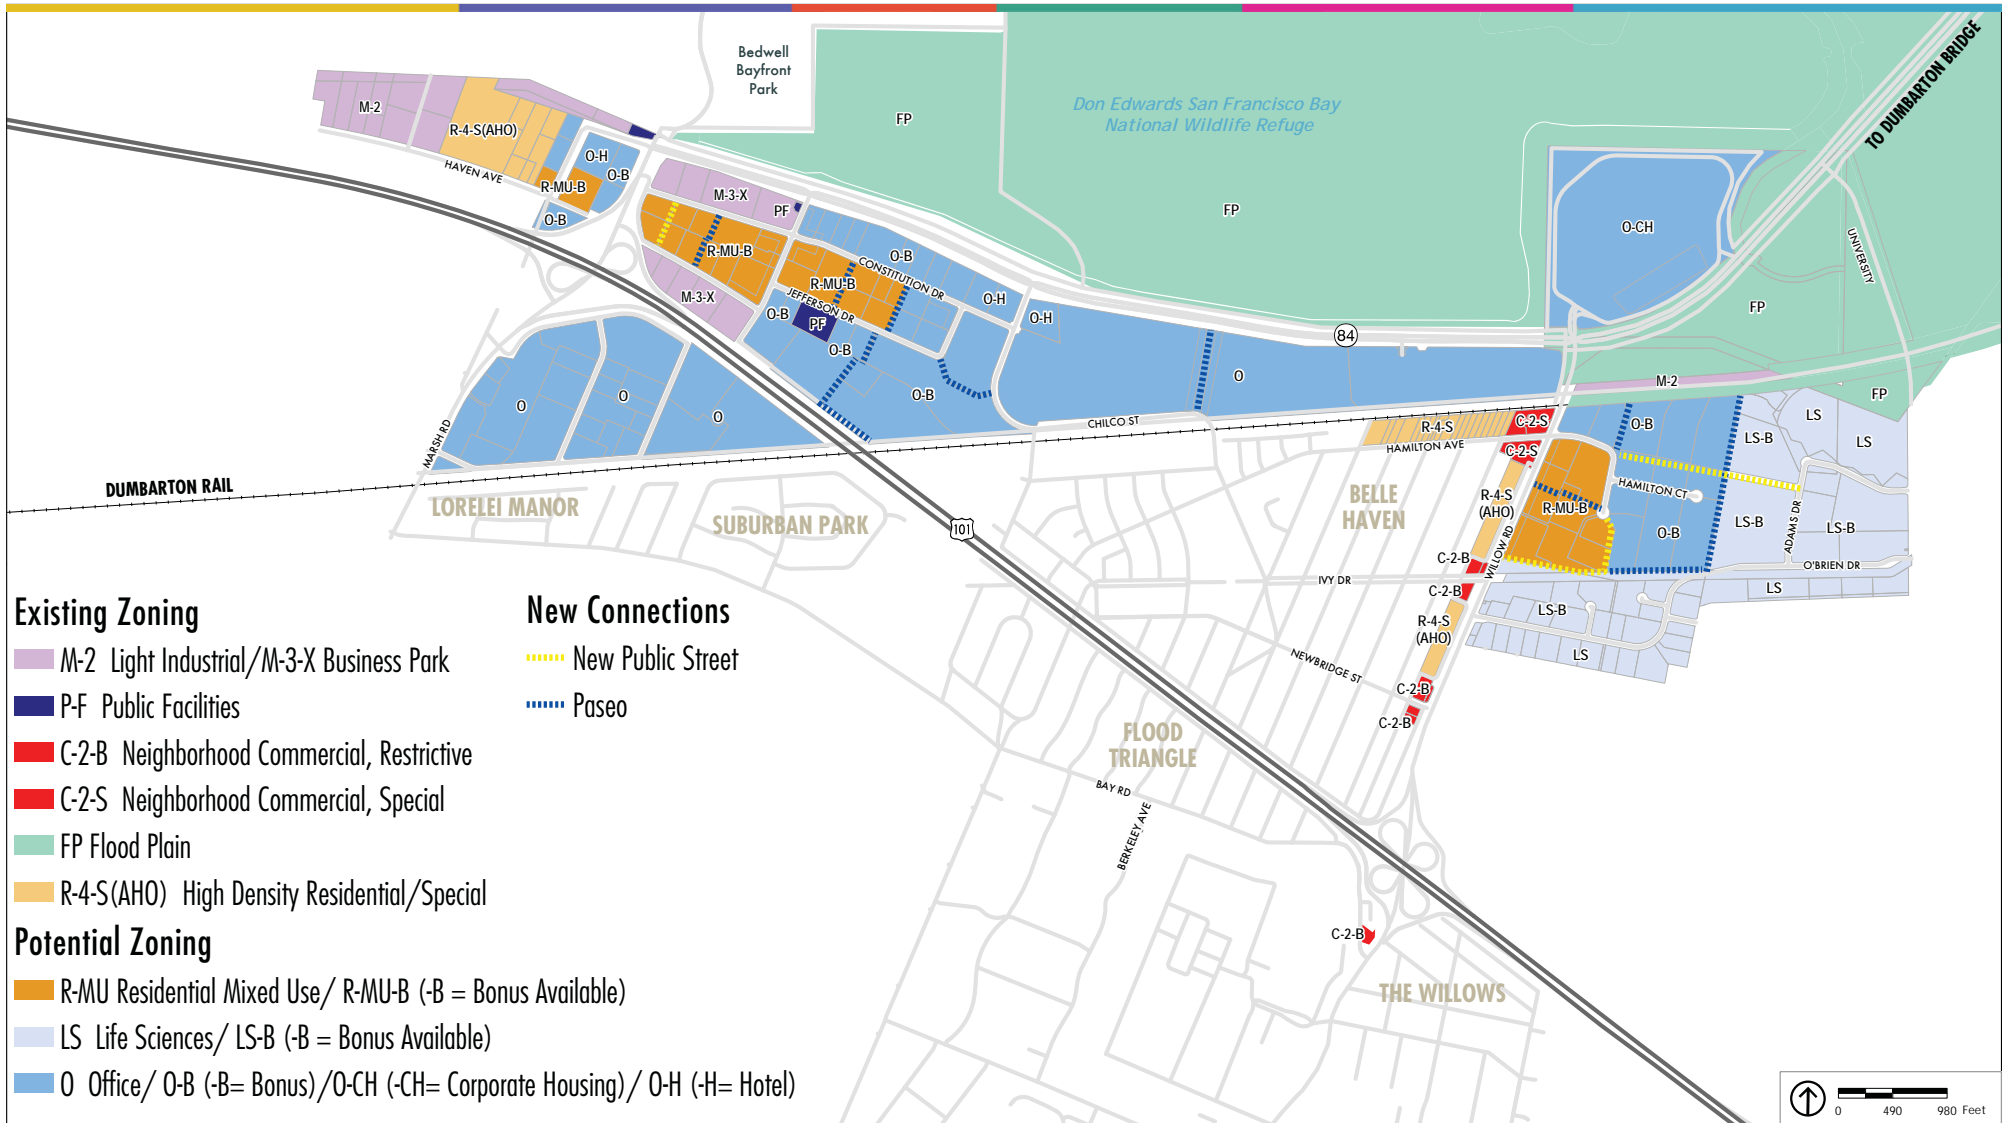 Bedwell
Bayfront
Park
Don Edwards San Francisco Bay
National Wildlife Refuge
TO DUMBARTON BRIDGE
FP
FP
M-2
R-4-S(AHO)
HAVEN AVE
O-H
O-B
R-MU-B
O-B
M-3-X
PF
R-MU-B
M-3-X
O-B
CONSTITUTION DR
R-MU-B
JEFFERSON DR
O-B
PF
O-B
O-H
O-H
O-B
84
O
O-CH
UNIVERSITY
FP
M-2
FP
O
O
O
MARSH RD
CHILCO ST
DUMBARTON RAIL
LORELEI MANOR
SUBURBAN PARK
101
R-4-S
HAMILTON AVE
C-2-S
C-2-S
BELLE
HAVEN
R-4-S
(AHO)
WILLOW RD
R-MU-B
O-B
HAMILTON CT
O-B
LS-B
LS
LS
LS-B
ADAMS DR
LS-B
O'BRIEN DR
LS
C-2-B
IVY DR
C-2-B
R-4-S
(AHO)
LS-B
LS
NEWBRIDGE ST
C-2-B
C-2-B
FLOOD
TRIANGLE
BAY RD
BERKELEY AVE
C-2-B
THE WILLOWS
Existing Zoning
M-2 Light Industrial/M-3-X Business Park
P-F Public Facilities
C-2-B Neighborhood Commercial, Restrictive
C-2-S Neighborhood Commercial, Special
FP Flood Plain
R-4-S(AHO) High Density Residential/Special
Potential Zoning
R-MU Residential Mixed Use/ R-MU-B (-B = Bonus Available)
LS Life Sciences/ LS-B (-B = Bonus Available)
O Office/ O-B (-B= Bonus)/O-CH (-CH= Corporate Housing)/ O-H (-H= Hotel)
New Connections
New Public Street
Paseo
0 490 980 Feet